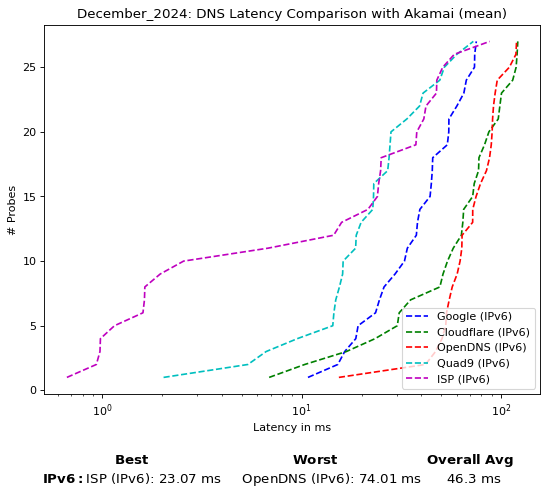 December_2024: DNS Latency Comparison with Akamai (mean)
# Probes
25
20
15
10
5
0
Google (IPv6)
Cloudflare (IPv6)
OpenDNS (IPv6)
Quad9 (IPv6)
ISP (IPv6)
10⁰ 10¹ 10²
Latency in ms
Best Worst Overall Avg
IPv6: ISP (IPv6): 23.07 ms OpenDNS (IPv6): 74.01 ms 46.3 ms